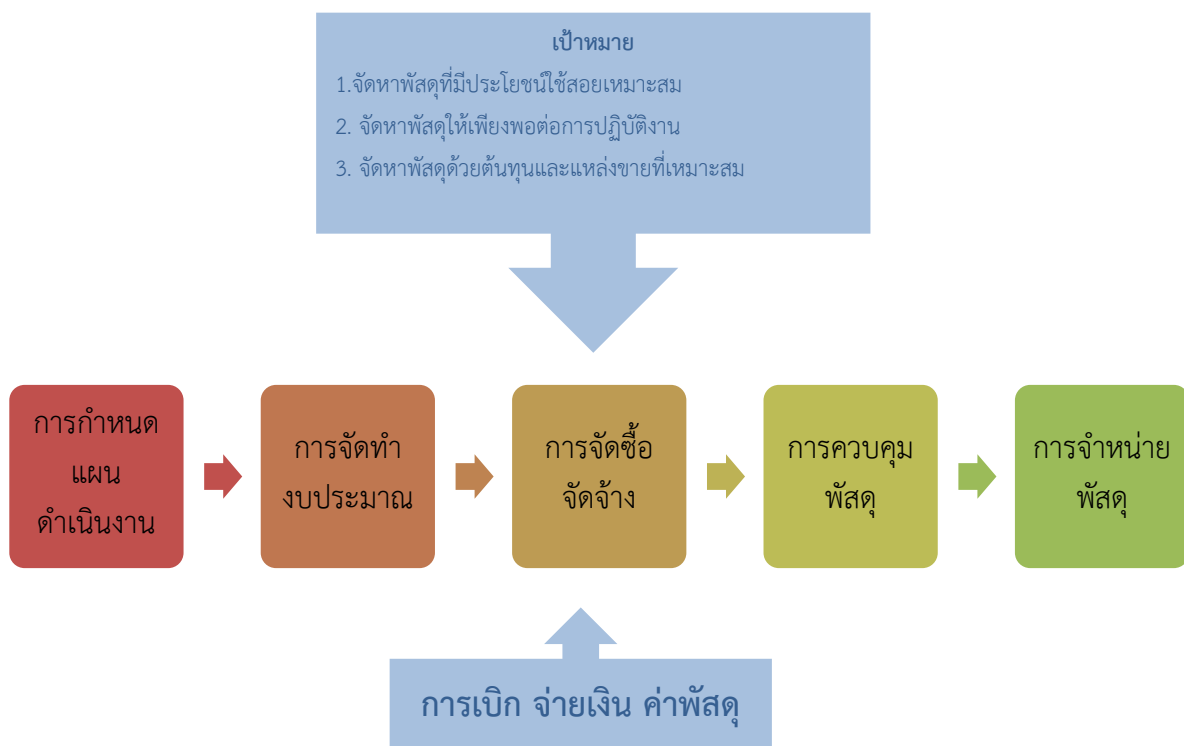 เป้าหมาย
1.จัดหาพัสดุที่มีประโยชน์ใช้สอยเหมาะสม
2. จัดหาพัสดุให้เพียงพอต่อการปฏิบัติงาน
3. จัดหาพัสดุด้วยต้นทุนและแหล่งขายที่เหมาะสม
การกำหนด
แผน
ดำเนินงาน
การจัดทำ
งบประมาณ
การจัดซื้อ
จัดจ้าง
การควบคุม
พัสดุ
การจำหน่าย
พัสดุ
การเบิก จ่ายเงิน ค่าพัสดุ